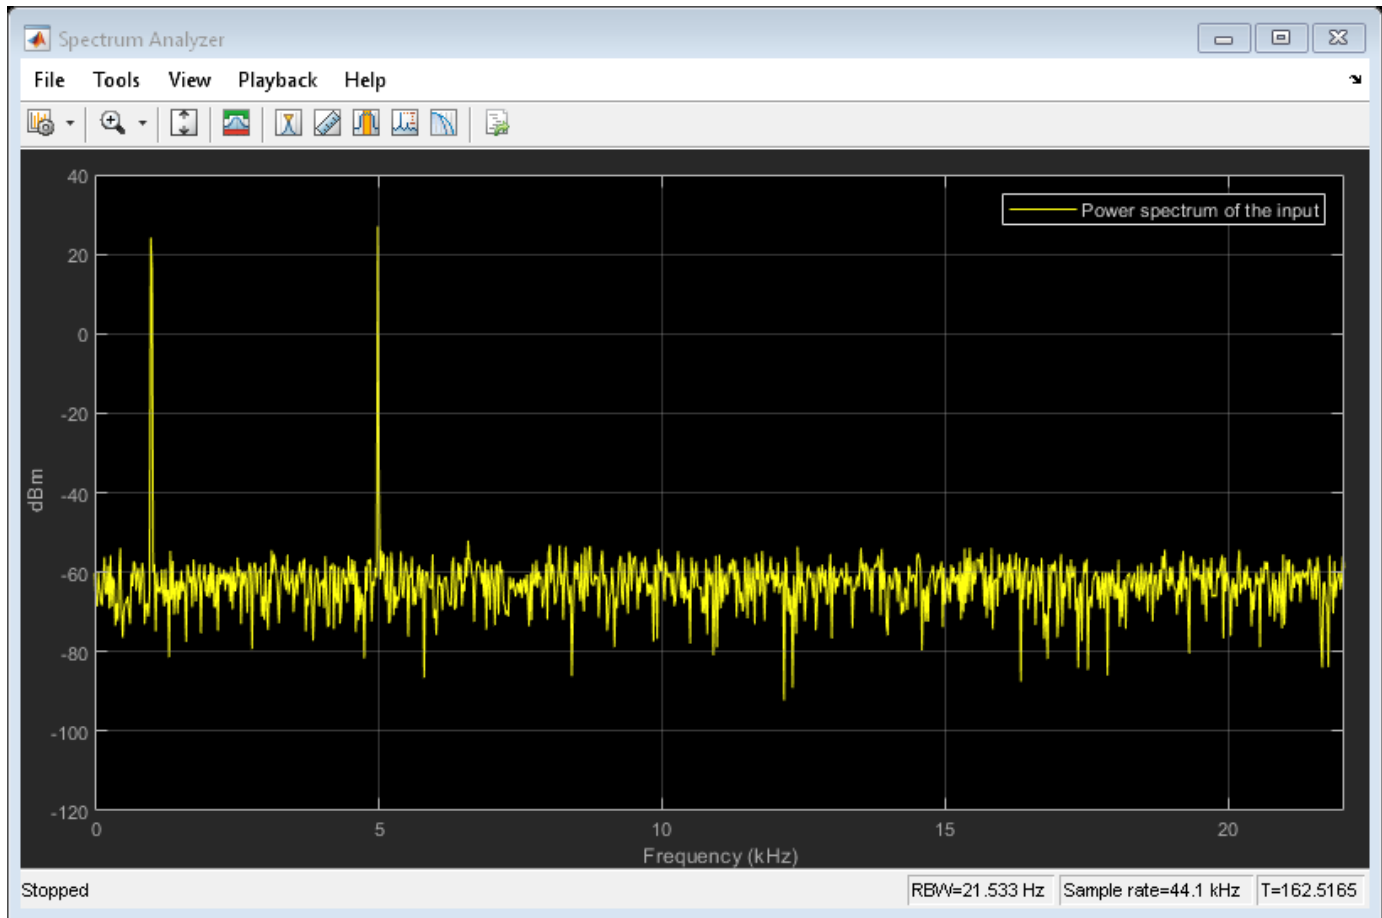 Spectrum Analyzer
File Tools View Playback Help
40
Power spectrum of the input
20
0
-20
-40
dBm
-60
-80
-100
-120
0 5 10 15 20
Frequency (kHz)
Stopped RBW=21.533 Hz Sample rate=44.1 kHz T=162.5165